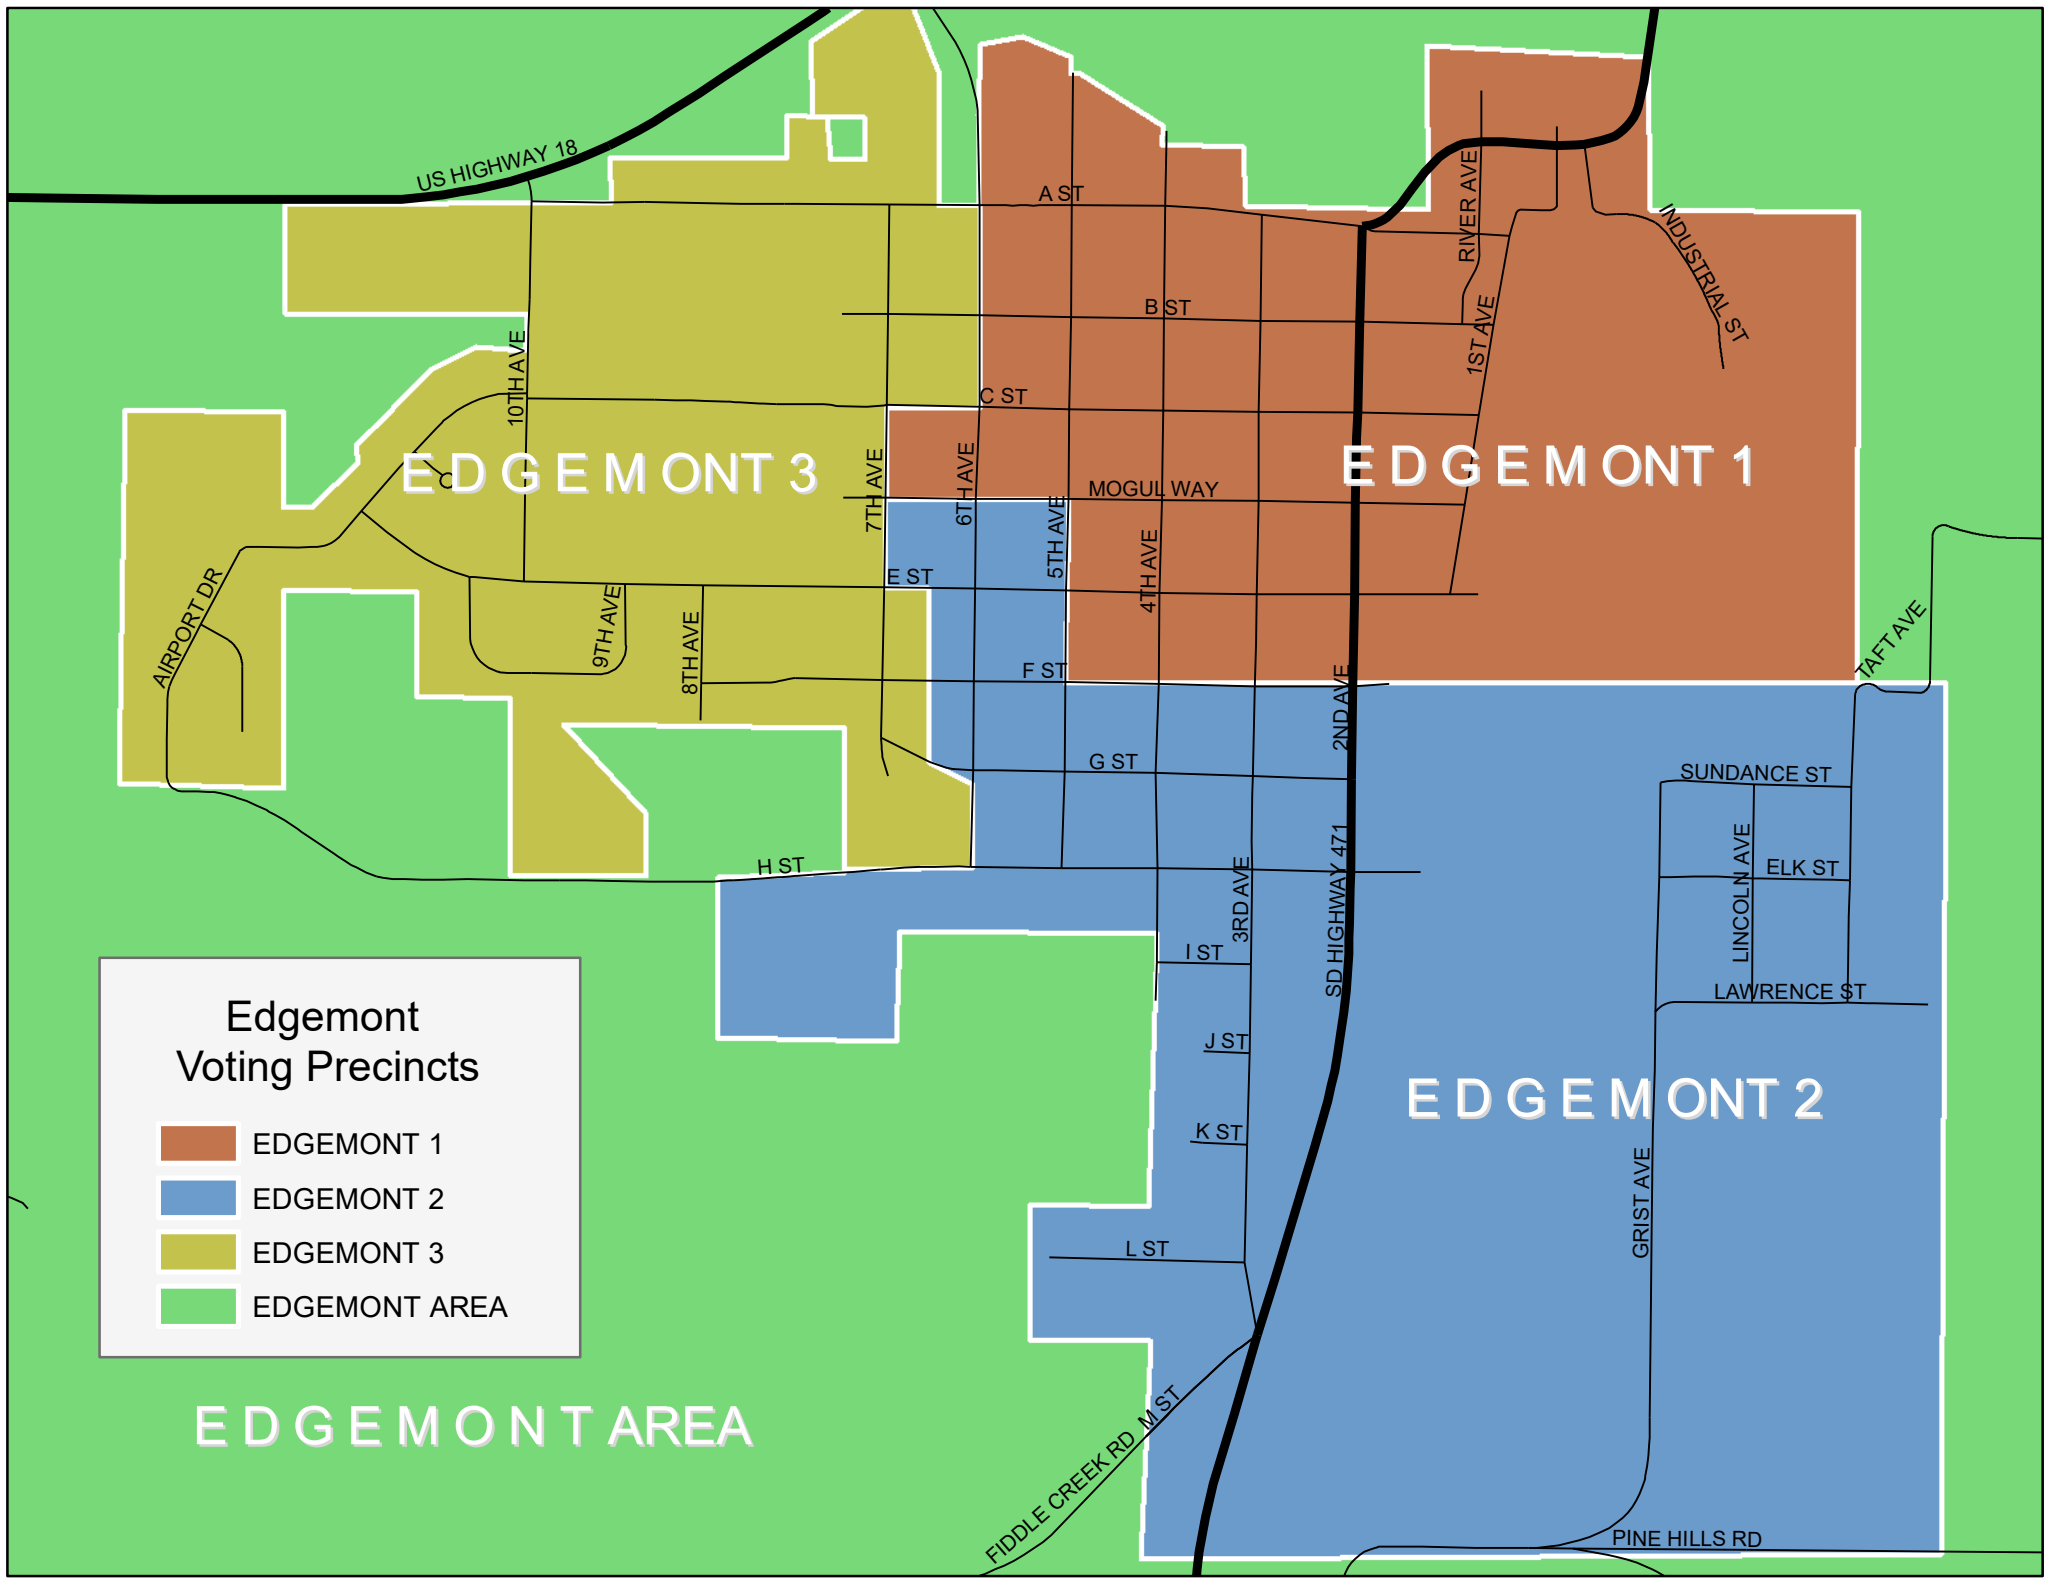 US HIGHWAY 18
A ST
RIVER AVE
INDUSTRIAL ST
B ST
1ST AVE
10TH AVE
C ST
EDGEMONT 3
EDGEMONT 1
7TH AVE
6TH AVE
MOGUL WAY
5TH AVE
4TH AVE
E ST
AIRPORT DR
9TH AVE
8TH AVE
F ST
2ND AVE
TAFT AVE
G ST
SUNDANCE ST
H ST
3RD AVE
SD HIGHWAY 471
LINCOLN AVE
ELK ST
I ST
LAWRENCE ST
J ST
EDGEMONT 2
K ST
GRIST AVE
L ST
M ST
FIDDLE CREEK RD
PINE HILLS RD
Edgemont
Voting Precincts
EDGEMONT 1
EDGEMONT 2
EDGEMONT 3
EDGEMONT AREA
EDGEMONT AREA